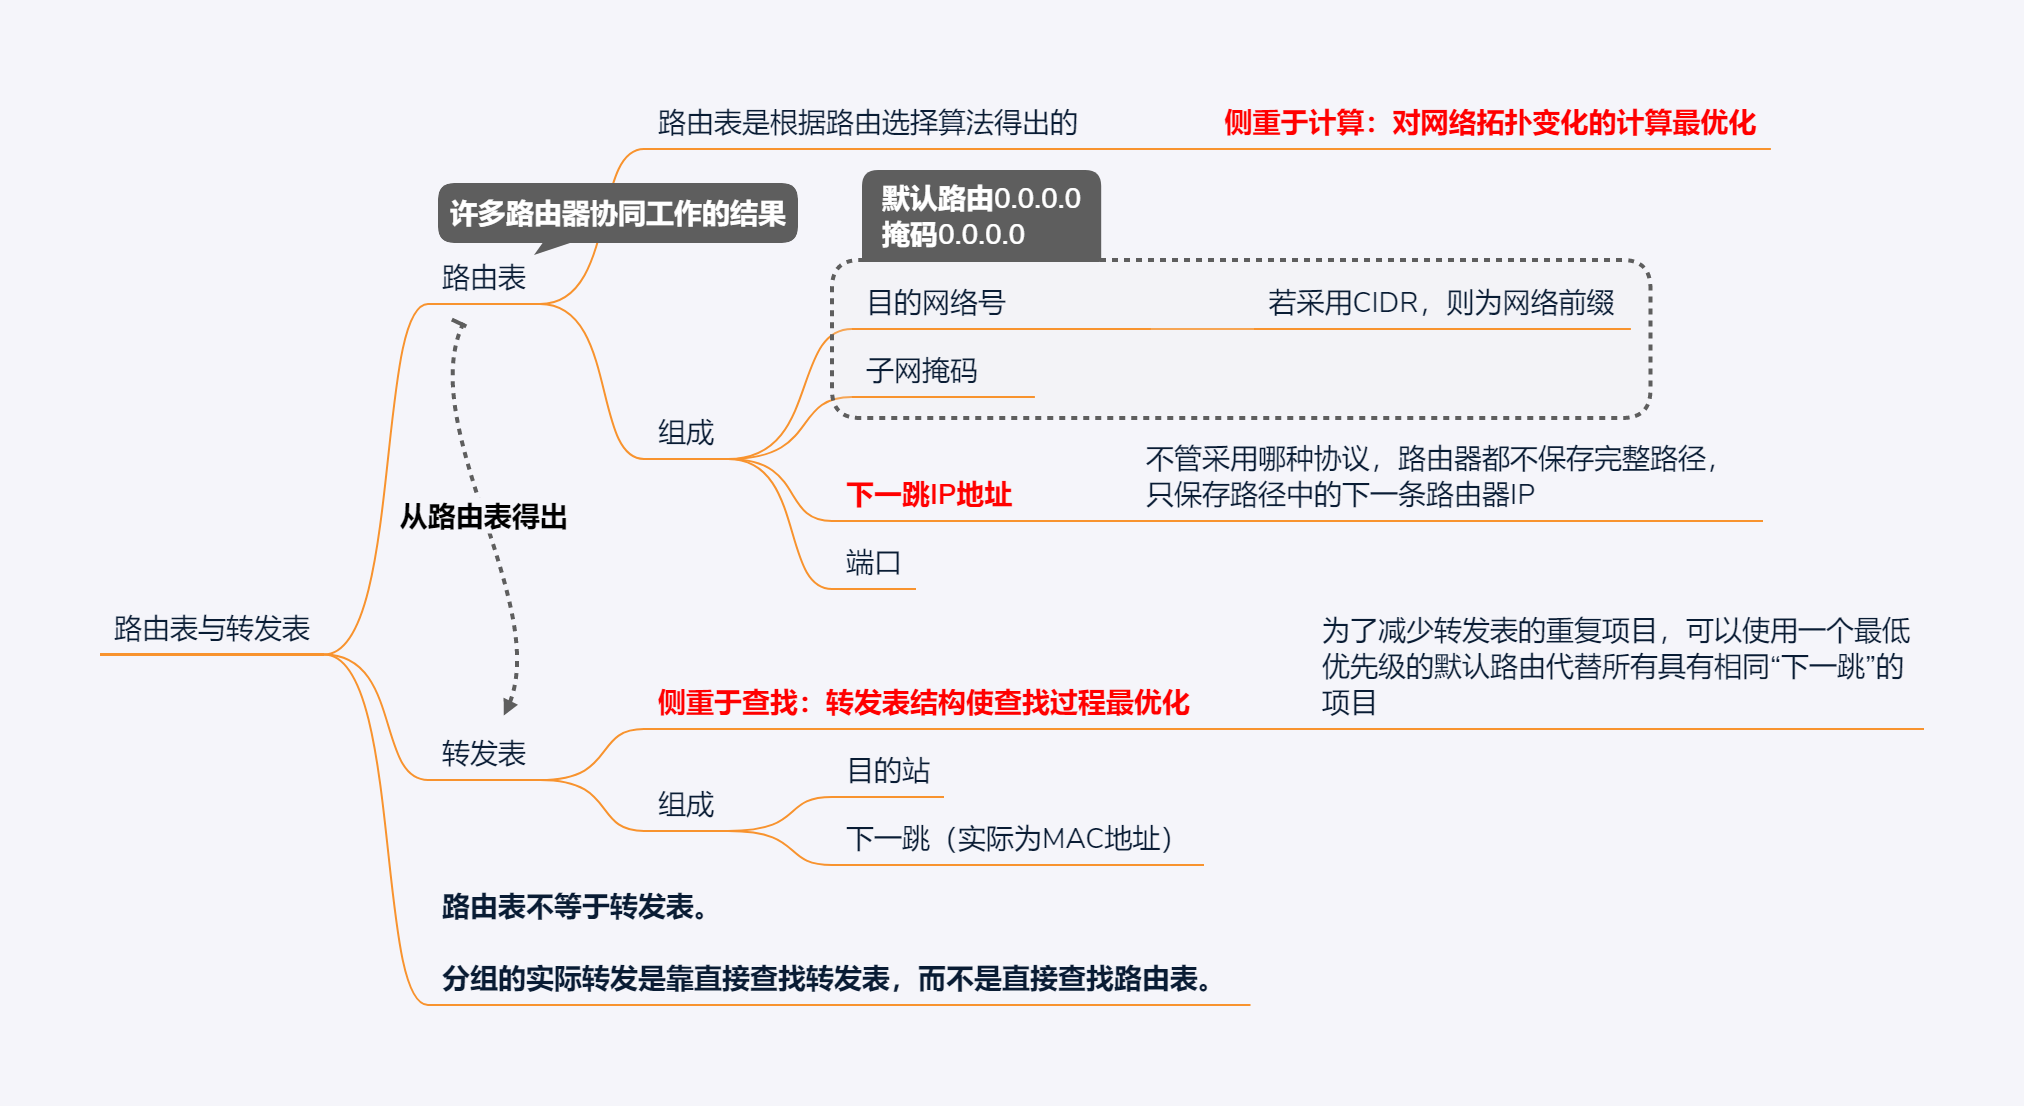 路由表是根据路由选择算法得出的
侧重于计算：对网络拓扑变化的计算最优化
许多路由器协同工作的结果
默认路由0.0.0.0
掩码0.0.0.0
路由表
目的网络号
若采用CIDR，则为网络前缀
子网掩码
组成
不管采用哪种协议，路由器都不保存完整路径，
只保存路径中的下一条路由器IP
下一跳IP地址
端口
从路由表得出
路由表与转发表
为了减少转发表的重复项目，可以使用一个最低
优先级的默认路由代替所有具有相同“下一跳”的
项目
侧重于查找：转发表结构使查找过程最优化
转发表
目的站
组成
下一跳（实际为MAC地址）
路由表不等于转发表。
分组的实际转发是靠直接查找转发表，而不是直接查找路由表。